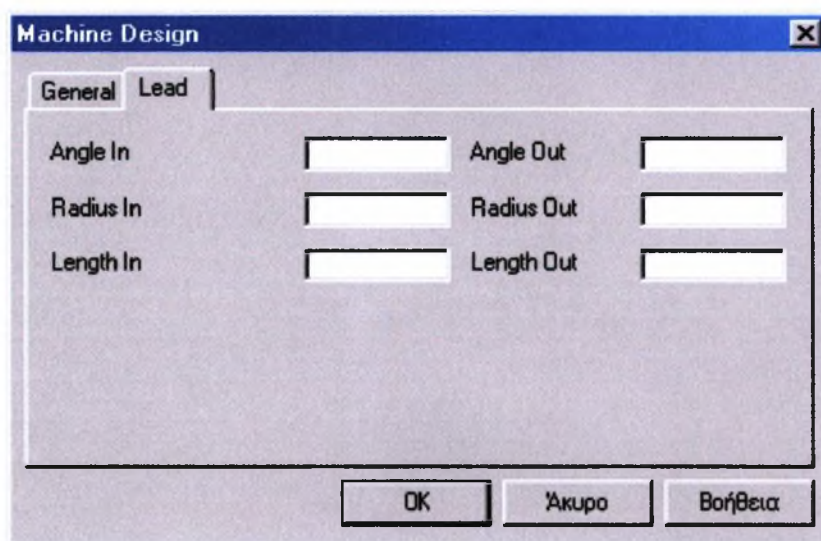 Machine Design
General Lead
Angle In Angle Out
Radius In Radius Out
Length In Length Out
OK Άκυρο Βοήθεια